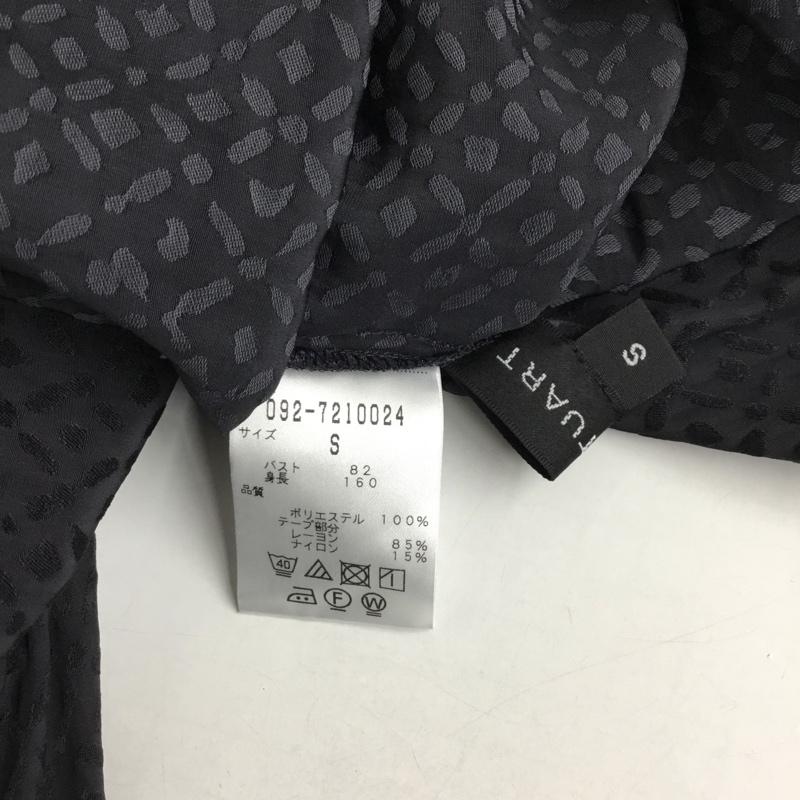 092-7210024
サイズ
S
バスト 82
身長 160
品質
ポリエステル 100%
テープ部分
レーヨン 85%
ナイロン 15%
40
F W
TUART
S